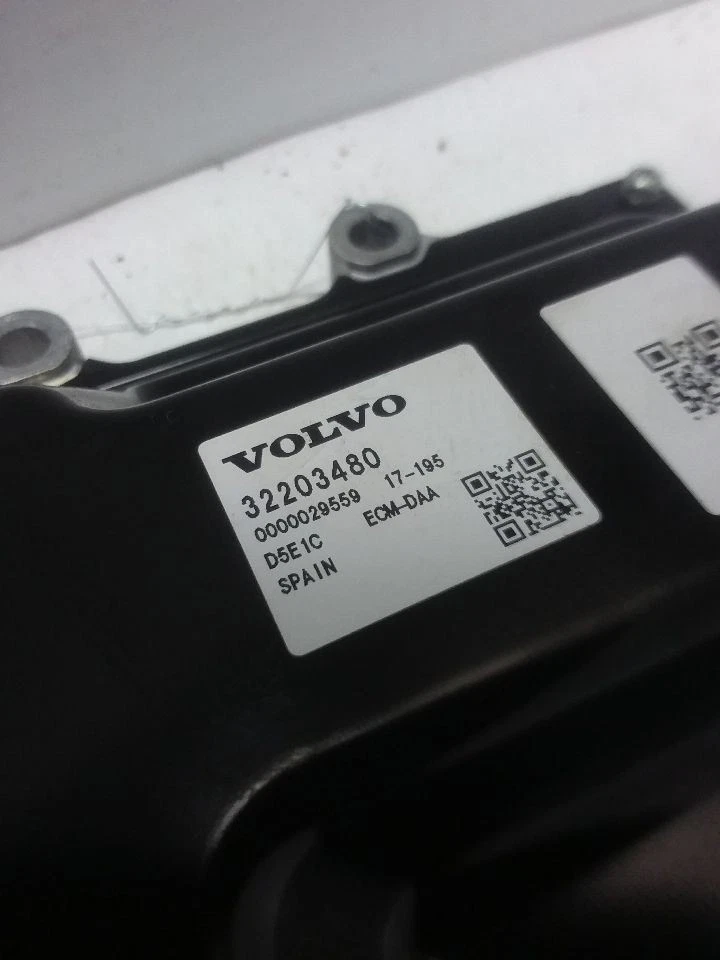 VOLVO
32203480
0000029559 17-195
D5E1C ECM-DAA
SPAIN